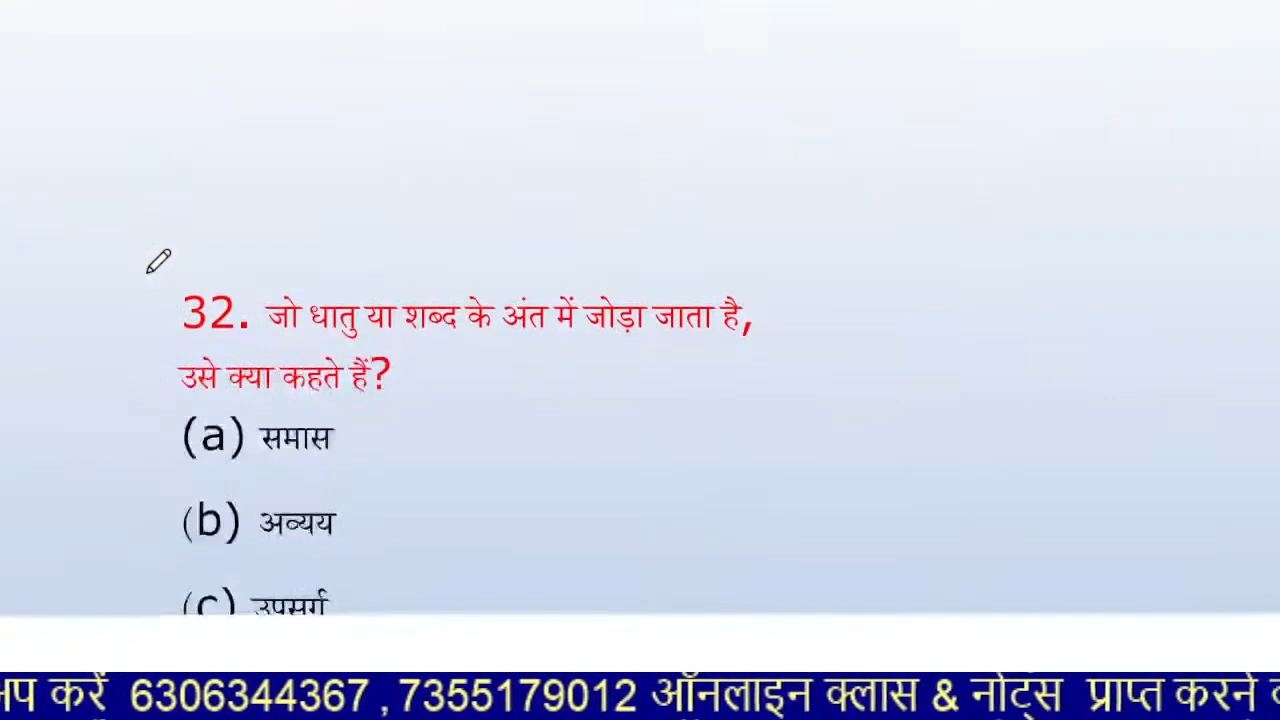 32. जो धातु या शब्द के अंत में जोड़ा जाता है,
उसे क्या कहते हैं?
(a) समास
(b) अव्यय
(c) उपसर्ग
करें 6306344367 , 7355179012 ऑनलाइन क्लास & नोट्स प्राप्त करने